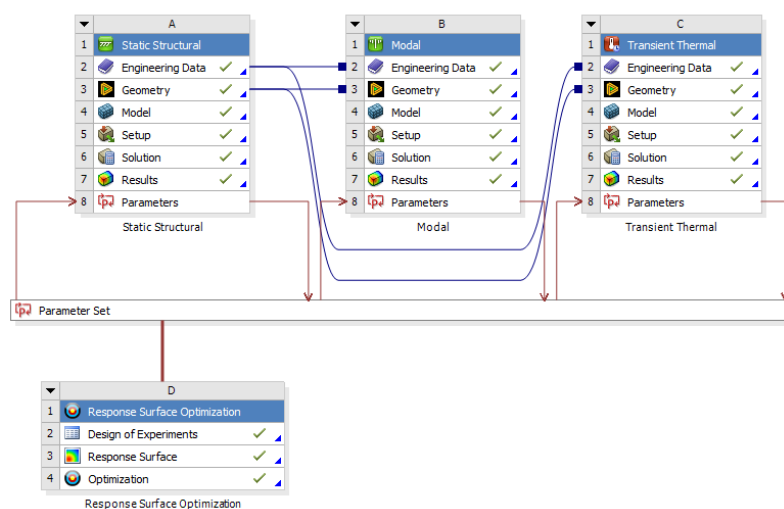 A
1 Static Structural
2 Engineering Data
3 Geometry
4 Model
5 Setup
6 Solution
7 Results
8 Parameters
Static Structural
B
1 Modal
2 Engineering Data
3 Geometry
4 Model
5 Setup
6 Solution
7 Results
8 Parameters
Modal
C
1 Transient Thermal
2 Engineering Data
3 Geometry
4 Model
5 Setup
6 Solution
7 Results
8 Parameters
Transient Thermal
Parameter Set
D
1 Response Surface Optimization
2 Design of Experiments
3 Response Surface
4 Optimization
Response Surface Optimization